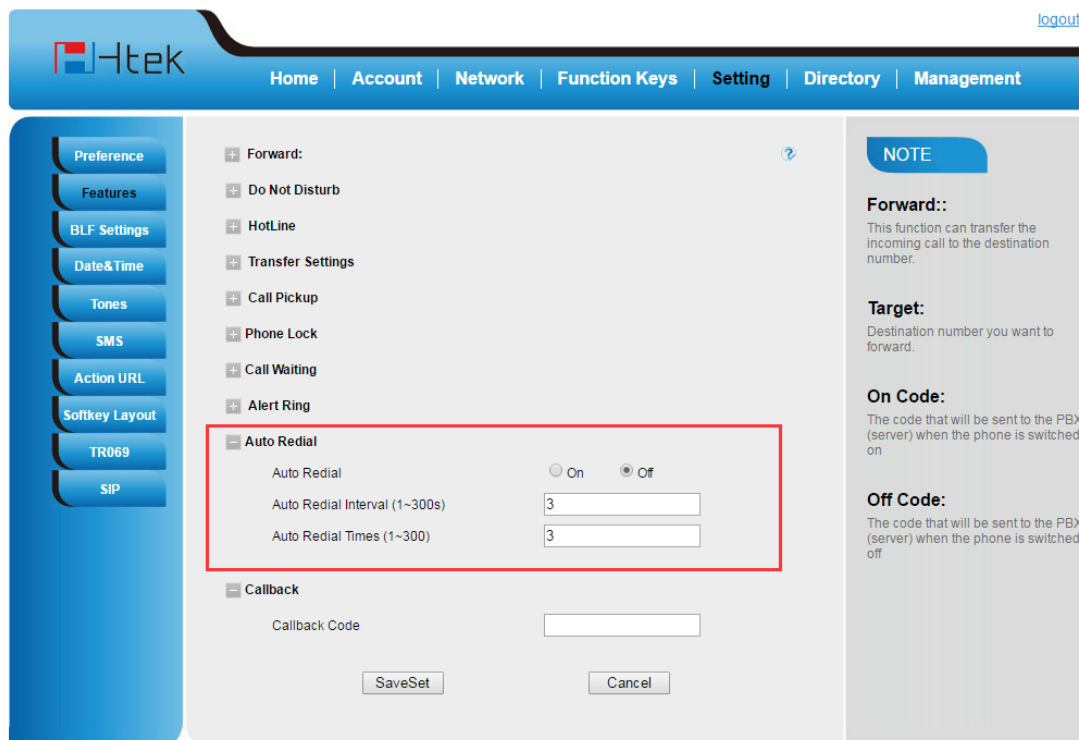 logout
Htek
Home | Account | Network | Function Keys | Setting | Directory | Management
Preference
Features
BLF Settings
Date&Time
Tones
SMS
Action URL
Softkey Layout
TR069
SIP
Forward:
Do Not Disturb
HotLine
Transfer Settings
Call Pickup
Phone Lock
Call Waiting
Alert Ring
Auto Redial
Auto Redial On Off
Auto Redial Interval (1~300s) 3
Auto Redial Times (1~300) 3
Callback
Callback Code
SaveSet Cancel
NOTE
Forward::
This function can transfer the
incoming call to the destination
number.
Target:
Destination number you want to
forward.
On Code:
The code that will be sent to the PBX
(server) when the phone is switched
on
Off Code:
The code that will be sent to the PBX
(server) when the phone is switched
off